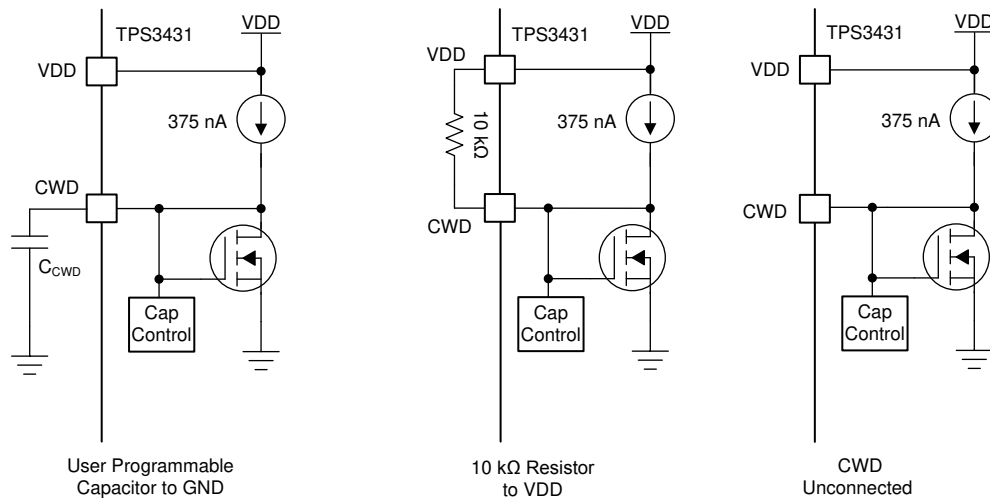 TPS3431
VDD
VDD
375 nA
CWD
C_CWD
Cap
Control
User Programmable
Capacitor to GND
TPS3431
VDD
VDD
10 kΩ
375 nA
CWD
Cap
Control
10 kΩ Resistor
to VDD
TPS3431
VDD
VDD
375 nA
CWD
Cap
Control
CWD
Unconnected